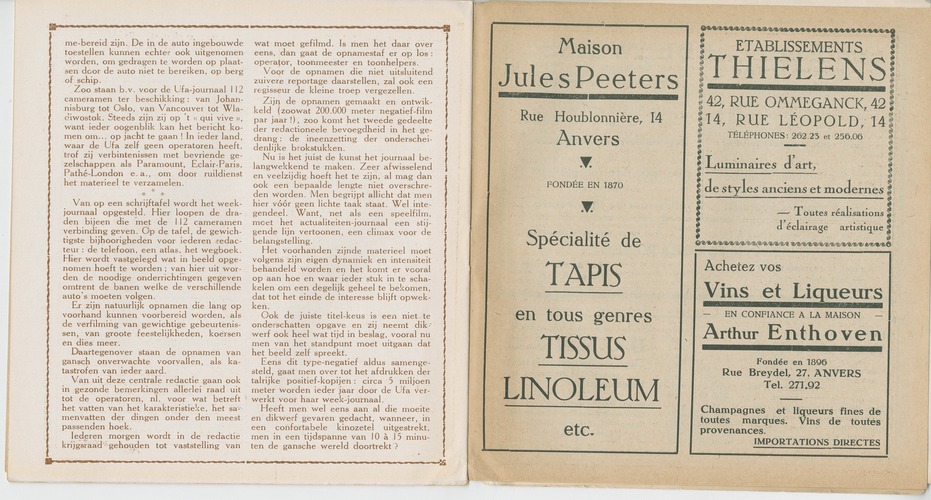 me-bereid zijn. De in de auto ingebouwde
toestellen kunnen echter ook uitgenomen
worden, om gedragen te worden op plaat-
sen door de auto niet te bereiken, op berg
of schip.
Zoo staan b.v. voor de Ufa-journaal 112
cameramen ter beschikking : van Johan-
nisburg tot Oslo, van Vancouver tot Wla-
diwostok. Steeds zijn zij op 't « qui vive »,
want ieder oogenblik kan het bericht ko-
men om... op jacht te gaan ! In ieder land,
waar de Ufa zelf geen operatoren heeft,
trof zij verbintenissen met bevriende ge-
zelschappen als Paramount, Eclair-Paris,
Pathé-London e. a., om door ruildienst
het materieel te verzamelen.
* * *
Van op een schrijftafel wordt het week-
journaal opgesteld. Hier loopen de dra-
den bijeen die met de 112 cameramen
verbinding geven. Op de tafel, de gewich-
tigste bijhoorigheden voor iederen redac-
teur : de telefoon, een atlas, het wegboek.
Hier wordt vastgelegd wat in beeld opge-
nomen hoeft te worden ; van hier uit wor-
den de noodige onderrichtingen gegeven
omtrent de banen welke de verschillende
auto's moeten volgen.
Er zijn natuurlijk opnamen die lang op
voorhand kunnen voorbereid worden, als
de verfilming van gewichtige gebeurtenis-
sen, van groote feestelijkheden, koersen
en dies meer.
Daartegenover staan de opnamen van
gansch onverwachte voorvallen, als ka-
tastrofen van ieder aard.
Van uit deze centrale redactie gaan ook
in gezonde bemerkingen allerlei raad uit
tot de operatoren, nl. voor wat betreft
het vatten van het karakteristieke, het sa-
menvatten der dingen onder den meest
passenden hoek.
Iederen morgen wordt in de redactie
krijgsraad gehouden tot vaststelling van
wat moet gefilmd. Is men het daar over
eens, dan gaat de opnamestaf er op los :
operator, toonmeester en toonhelpers.
Voor de opnamen die niet uitsluitend
zuivere reportage daarstellen, zal ook een
regisseur de kleine troep vergezellen.
Zijn de opnamen gemaakt en ontwik-
keld (zoowat 200.000 meter negatief-film
par jaar !), zoo komt het tweede gedeelte
der redactioneele bevoegdheid in het ge-
drang : de ineenzetting der onderschei-
denlijke brokstukken.
Nu is het juist de kunst het journaal be-
langwekkend te maken. Zeer afwisselend
en veelzijdig hoeft het te zijn, al mag dan
ook een bepaalde lengte niet overschre-
den worden. Men begrijpt allicht dat men
hier vóór geen lichte taak staat. Wel inte-
gendeel. Want, net als een speelfilm,
moet het actualiteiten-journaal een stij-
gende lijn vertoonen, een climax voor de
belangstelling.
Het voorhanden zijnde materieel moet
volgens zijn eigen dynamiek en intensiteit
behandeld worden en het komt er vooral
op aan hoe en waar ieder stuk in te scha-
kelen om een degelijk geheel te bekomen,
dat tot het einde de interesse blijft opwek-
ken.
Ook de juiste titel-keus is een niet te
onderschatten opgave en zij neemt dik-
werf ook heel wat tijd in beslag, vooral nu
men van het standpunt moet uitgaan dat
het beeld zelf spreekt.
Eens dit type-negatief aldus samenge-
steld, gaat men over tot het afdrukken der
talrijke positief-kopijen : circa 5 miljoen
meter worden ieder jaar door de Ufa ver-
werkt voor haar week-journaal.
Heeft men wel eens aan al die moeite
en dikwerf gevaren gedacht, wanneer, in
een confortabele kinozetel uitgestrekt,
men in een tijdspanne van 10 à 15 minu-
ten de gansche wereld doortrekt ?
Maison
Jules Peeters
Rue Houblonnière, 14
Anvers
FONDÉE EN 1870
Spécialité de
TAPIS
en tous genres
TISSUS
LINOLEUM
etc.
ETABLISSEMENTS
THIELENS
42, RUE OMMEGANCK, 42
14, RUE LÉOPOLD, 14
TÉLÉPHONES : 262.23 et 256.06
Luminaires d'art,
de styles anciens et modernes
— Toutes réalisations
d'éclairage artistique
Achetez vos
Vins et Liqueurs
— EN CONFIANCE A LA MAISON —
Arthur Enthoven
Fondée en 1896
Rue Breydel, 27. ANVERS
Tel. 271,92
Champagnes et liqueurs fines de
toutes marques. Vins de toutes
provenances.
IMPORTATIONS DIRECTES